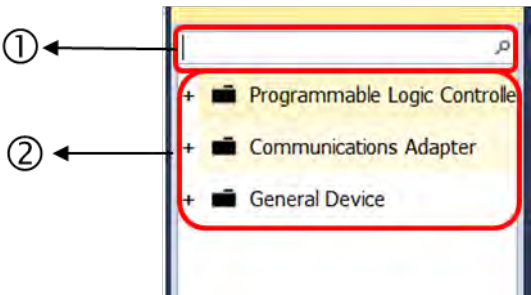 ①
②
+ Programmable Logic Controlle
+ Communications Adapter
+ General Device